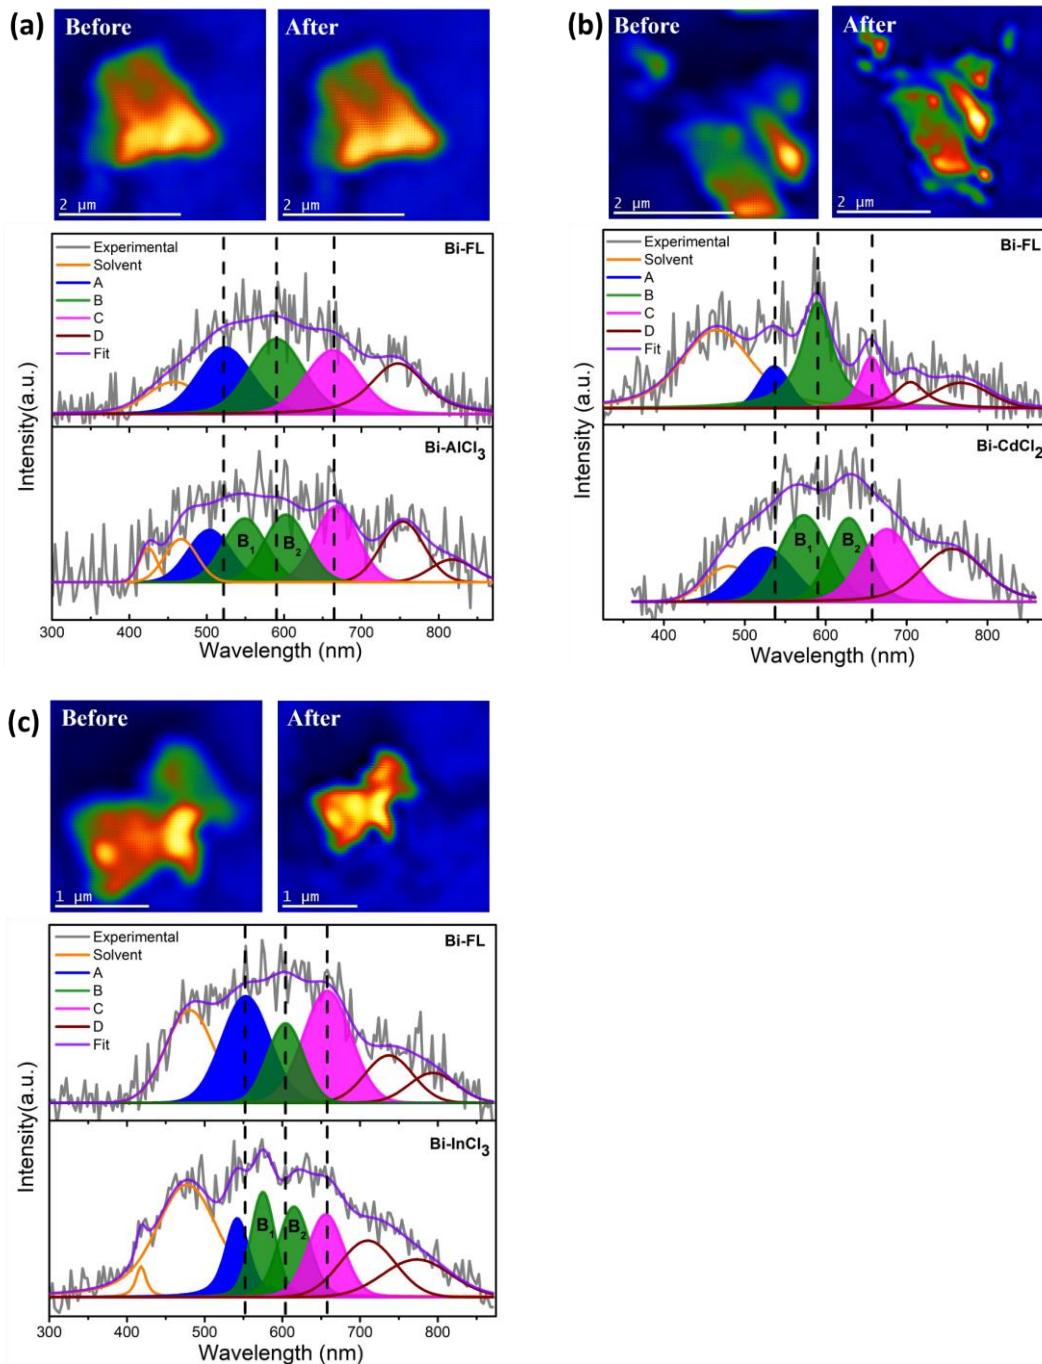 (a)
Before
After
2 µm
2 µm
Experimental
Solvent
A
B
C
D
Fit
Bi-FL
Bi-AlCl3
B1
B2
Intensity(a.u.)
300 400 500 600 700 800
Wavelength (nm)
(b)
Before
After
2 µm
2 µm
Experimental
Solvent
A
B
C
D
Fit
Bi-FL
Bi-CdCl2
B1
B2
Intensity (a.u.)
400 500 600 700 800
Wavelength (nm)
(c)
Before
After
1 µm
1 µm
Experimental
Solvent
A
B
C
D
Fit
Bi-FL
Bi-InCl3
B1
B2
Intensity(a.u.)
300 400 500 600 700 800
Wavelength (nm)